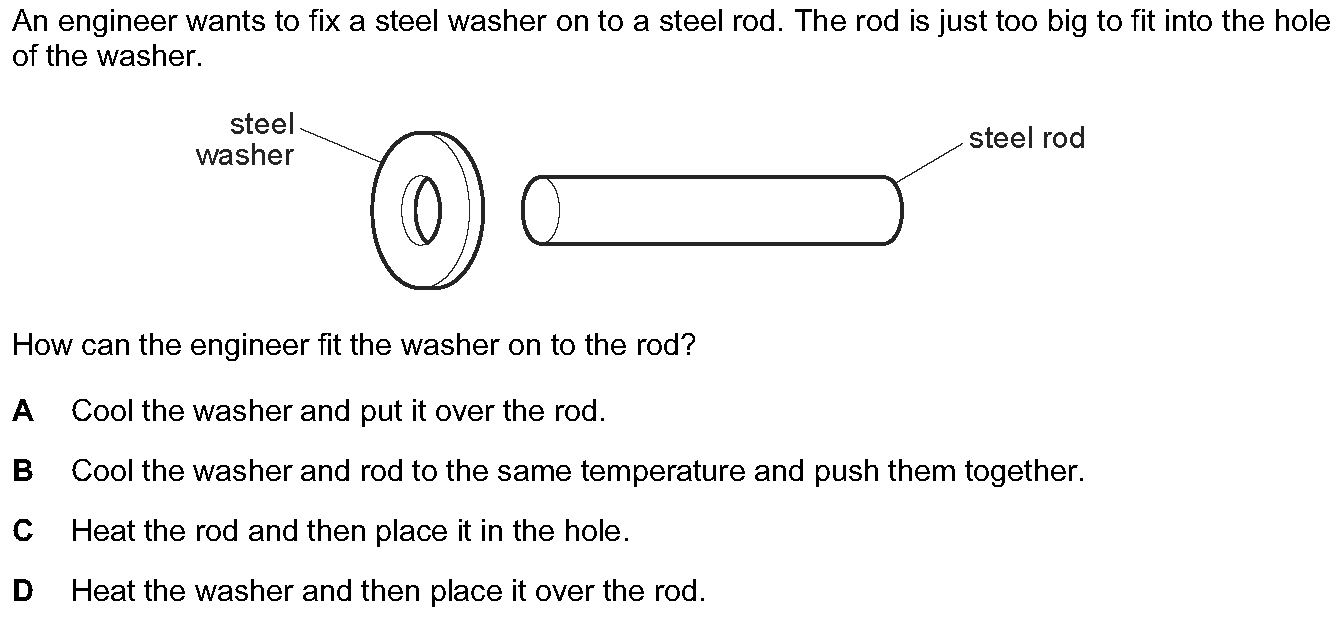 An engineer wants to fix a steel washer on to a steel rod. The rod is just too big to fit into the hole
of the washer.
steel
washer
steel rod
How can the engineer fit the washer on to the rod?
A Cool the washer and put it over the rod.
B Cool the washer and rod to the same temperature and push them together.
C Heat the rod and then place it in the hole.
D Heat the washer and then place it over the rod.